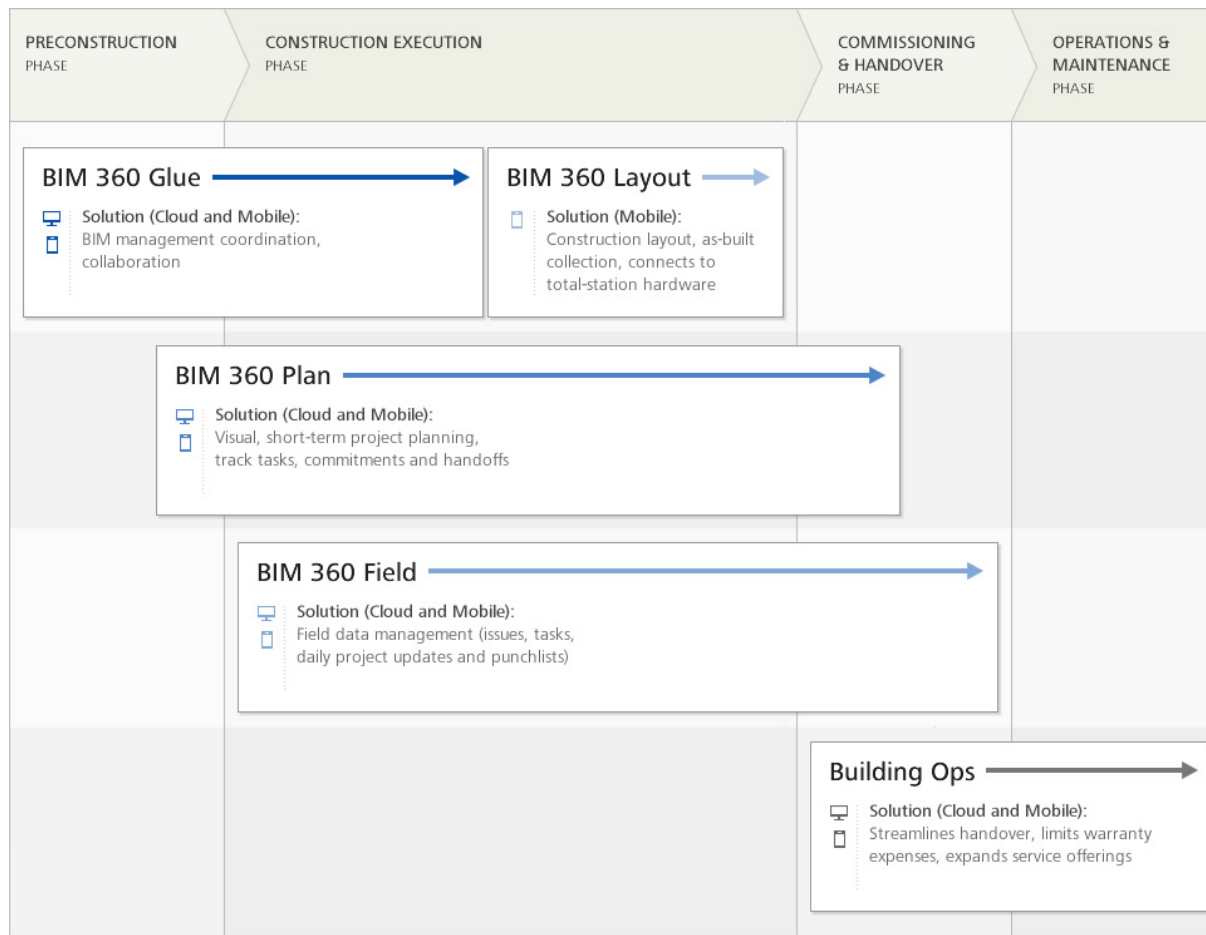 PRECONSTRUCTION
PHASE
CONSTRUCTION EXECUTION
PHASE
COMMISSIONING
& HANDOVER
PHASE
OPERATIONS &
MAINTENANCE
PHASE
BIM 360 Glue
Solution (Cloud and Mobile):
BIM management coordination,
collaboration
BIM 360 Layout
Solution (Mobile):
Construction layout, as-built
collection, connects to
total-station hardware
BIM 360 Plan
Solution (Cloud and Mobile):
Visual, short-term project planning,
track tasks, commitments and handoffs
BIM 360 Field
Solution (Cloud and Mobile):
Field data management (issues, tasks,
daily project updates and punchlists)
Building Ops
Solution (Cloud and Mobile):
Streamlines handover, limits warranty
expenses, expands service offerings